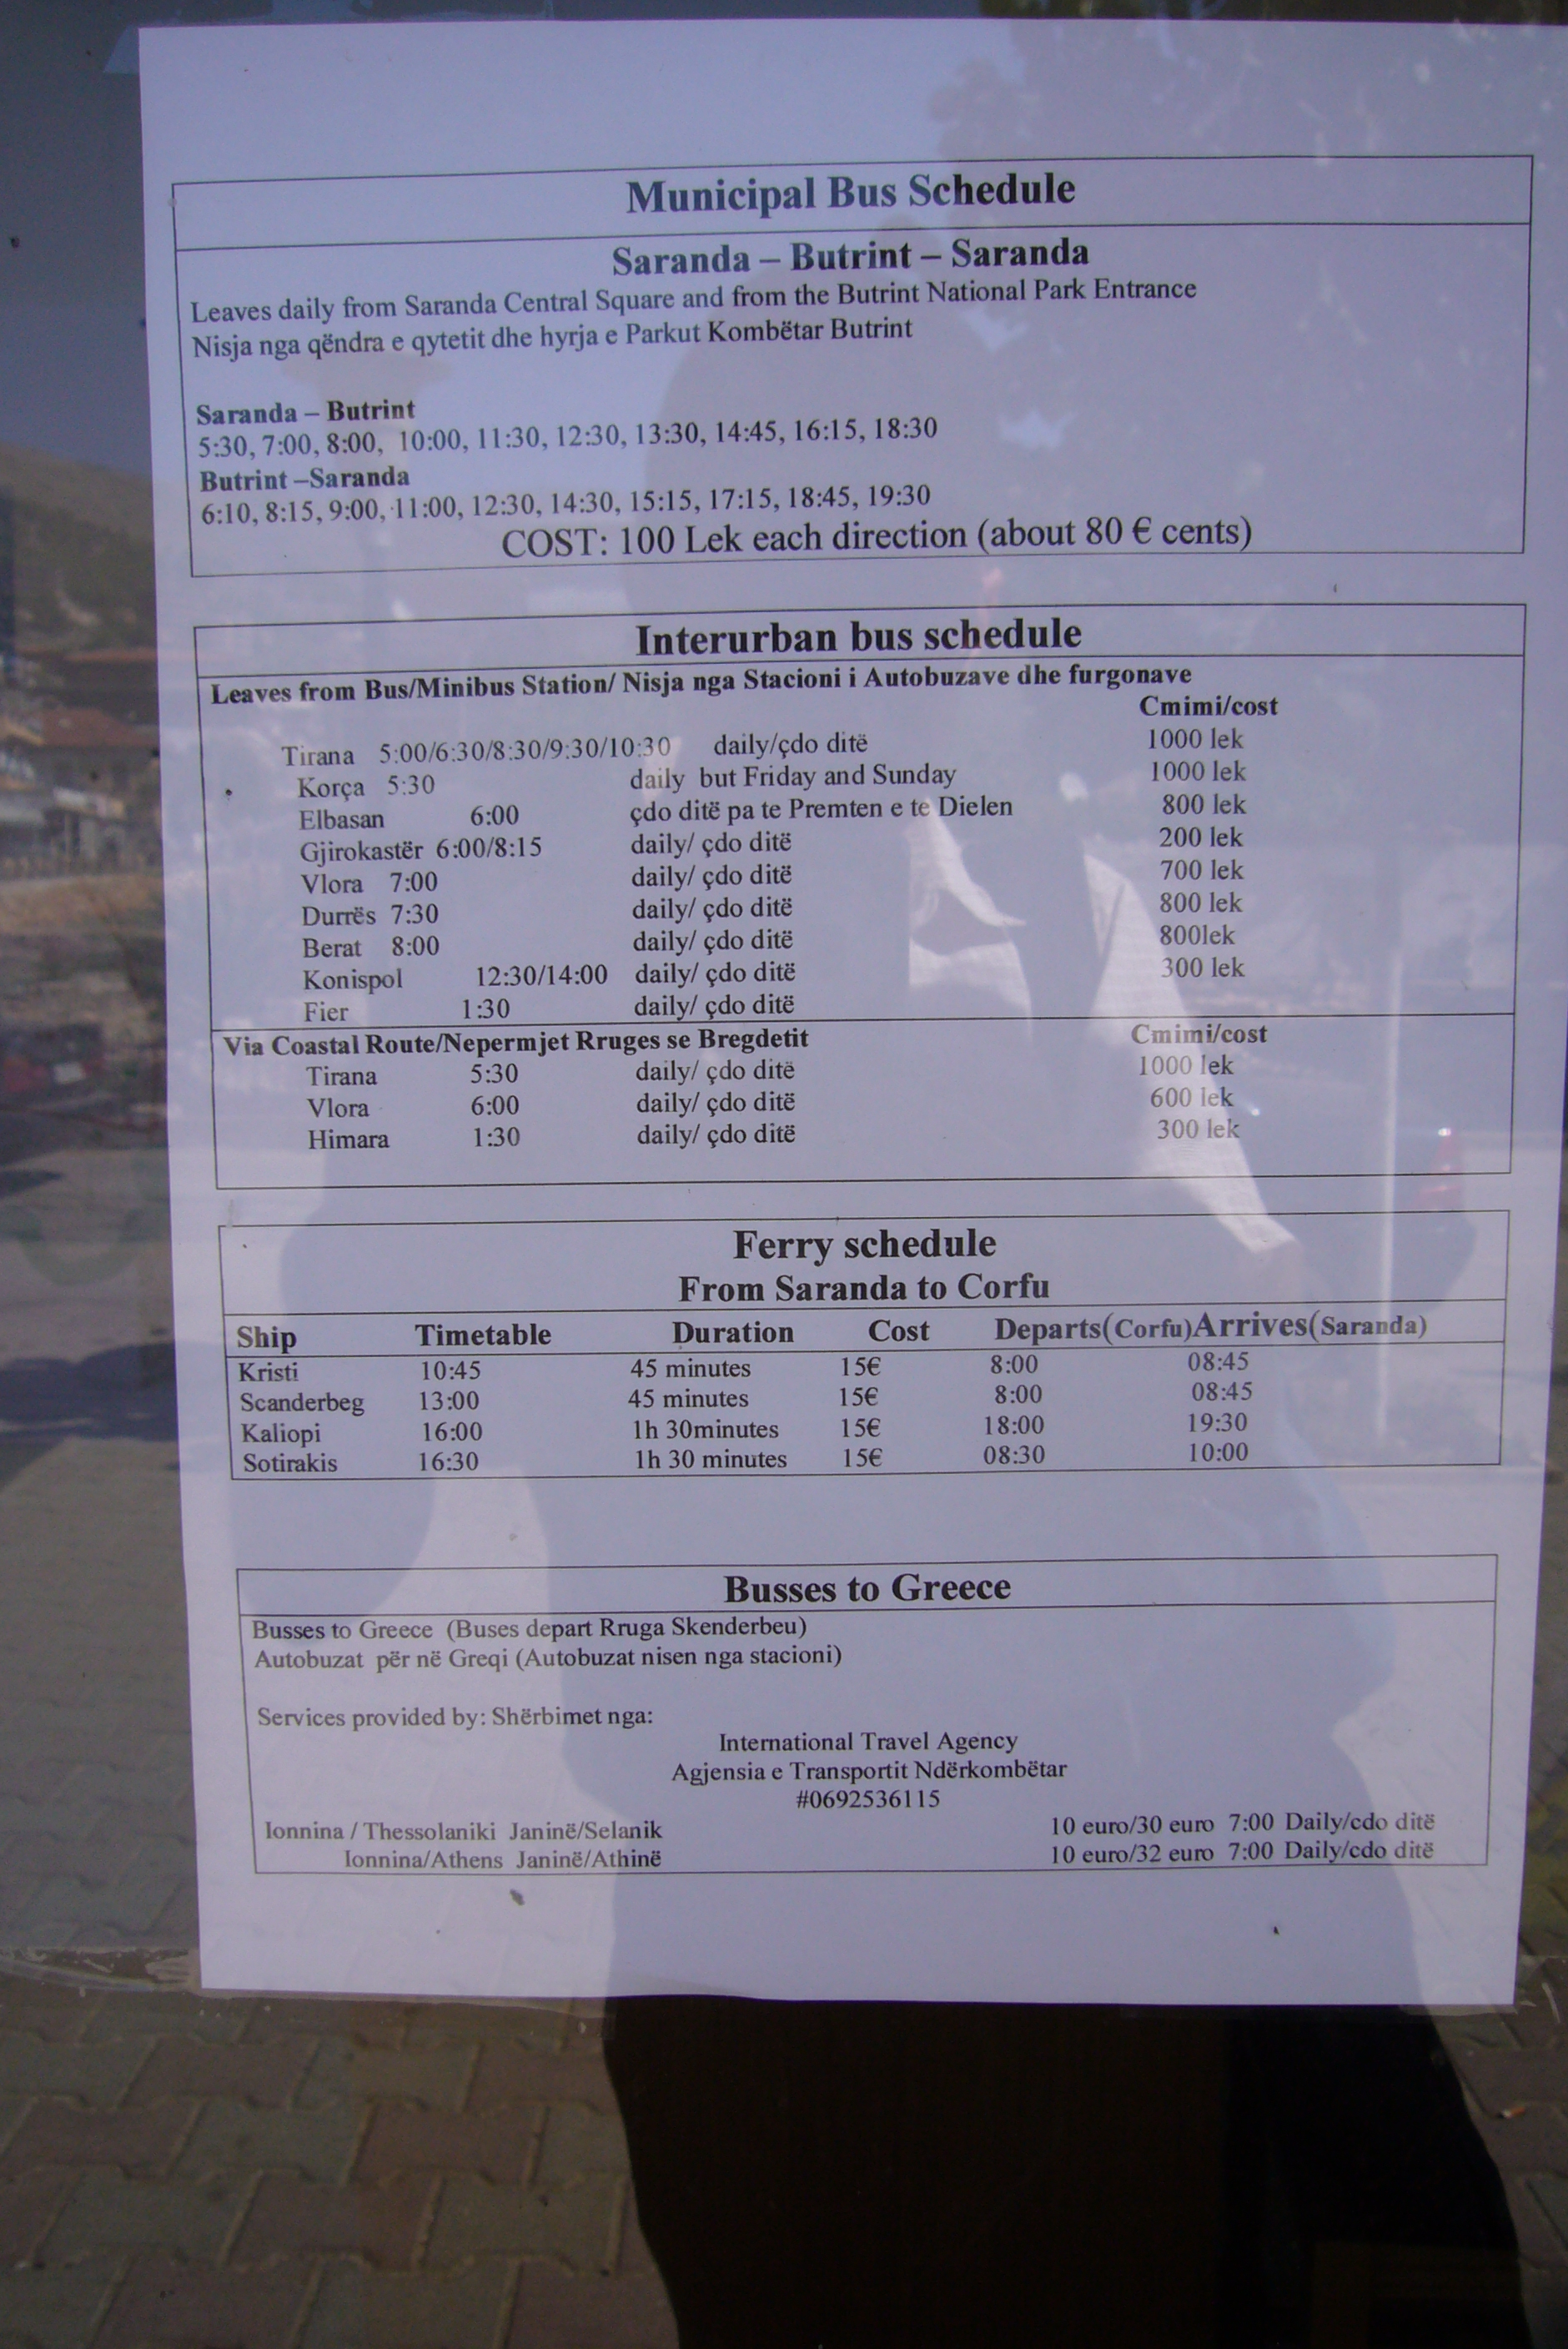 Municipal Bus Schedule
Saranda – Butrint – Saranda
Leaves daily from Saranda Central Square and from the Butrint National Park Entrance
Nisja nga qëndra e qytetit dhe hyrja e Parkut Kombëtar Butrint
Saranda – Butrint
5:30, 7:00, 8:00, 10:00, 11:30, 12:30, 13:30, 14:45, 16:15, 18:30
Butrint –Saranda
6:10, 8:15, 9:00, 11:00, 12:30, 14:30, 15:15, 17:15, 18:45, 19:30
COST: 100 Lek each direction (about 80 € cents)
Interurban bus schedule
Leaves from Bus/Minibus Station/ Nisja nga Stacioni i Autobuzave dhe furgonave
Cmimi/cost
Tirana 5:00/6:30/8:30/9:30/10:30 daily/çdo ditë 1000 lek
Korça 5:30 daily but Friday and Sunday 1000 lek
Elbasan 6:00 çdo ditë pa te Premten e te Dielen 800 lek
Gjirokastër 6:00/8:15 daily/ çdo ditë 200 lek
Vlora 7:00 daily/ çdo ditë 700 lek
Durrës 7:30 daily/ çdo ditë 800 lek
Berat 8:00 daily/ çdo ditë 800lek
Konispol 12:30/14:00 daily/ çdo ditë 300 lek
Fier 1:30 daily/ çdo ditë
Via Coastal Route/Nepermjet Rruges se Bregdetit Cmimi/cost
Tirana 5:30 daily/ çdo ditë 1000 lek
Vlora 6:00 daily/ çdo ditë 600 lek
Himara 1:30 daily/ çdo ditë 300 lek
Ferry schedule
From Saranda to Corfu
Ship Timetable Duration Cost Departs(Corfu)Arrives(Saranda)
Kristi 10:45 45 minutes 15€ 8:00 08:45
Scanderbeg 13:00 45 minutes 15€ 8:00 08:45
Kaliopi 16:00 1h 30minutes 15€ 18:00 19:30
Sotirakis 16:30 1h 30 minutes 15€ 08:30 10:00
Busses to Greece
Busses to Greece (Buses depart Rruga Skenderbeu)
Autobuzat për në Greqi (Autobuzat nisen nga stacioni)
Services provided by: Shërbimet nga:
International Travel Agency
Agjensia e Transportit Ndërkombëtar
#0692536115
Ionnina / Thessolaniki Janinë/Selanik 10 euro/30 euro 7:00 Daily/cdo ditë
Ionnina/Athens Janinë/Athinë 10 euro/32 euro 7:00 Daily/cdo ditë